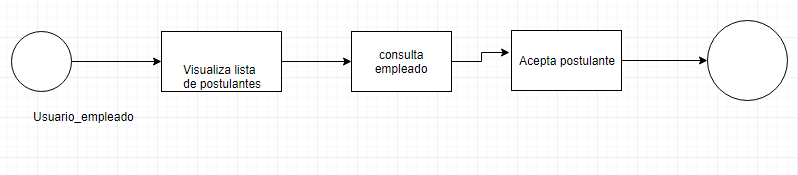 Visualiza lista
de postulantes
consulta
empleado
Acepta postulante
Usuario_empleado